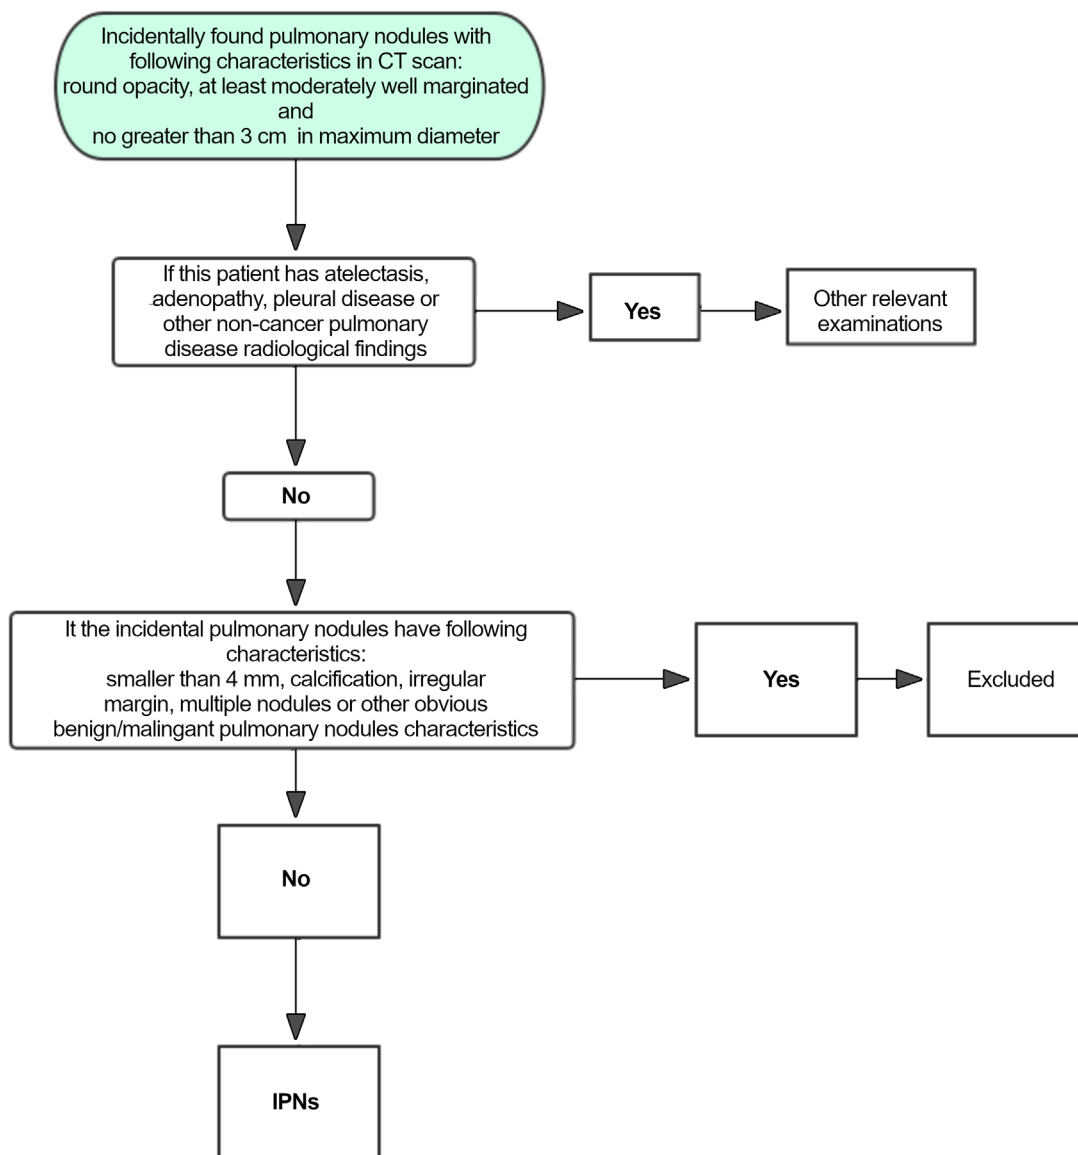 Incidentally found pulmonary nodules with
following characteristics in CT scan:
round opacity, at least moderately well marginated
and
no greater than 3 cm in maximum diameter
If this patient has atelectasis,
adenopathy, pleural disease or
other non-cancer pulmonary
disease radiological findings
Yes
Other relevant
examinations
No
It the incidental pulmonary nodules have following
characteristics:
smaller than 4 mm, calcification, irregular
margin, multiple nodules or other obvious
benign/malingant pulmonary nodules characteristics
Yes
Excluded
No
IPNs